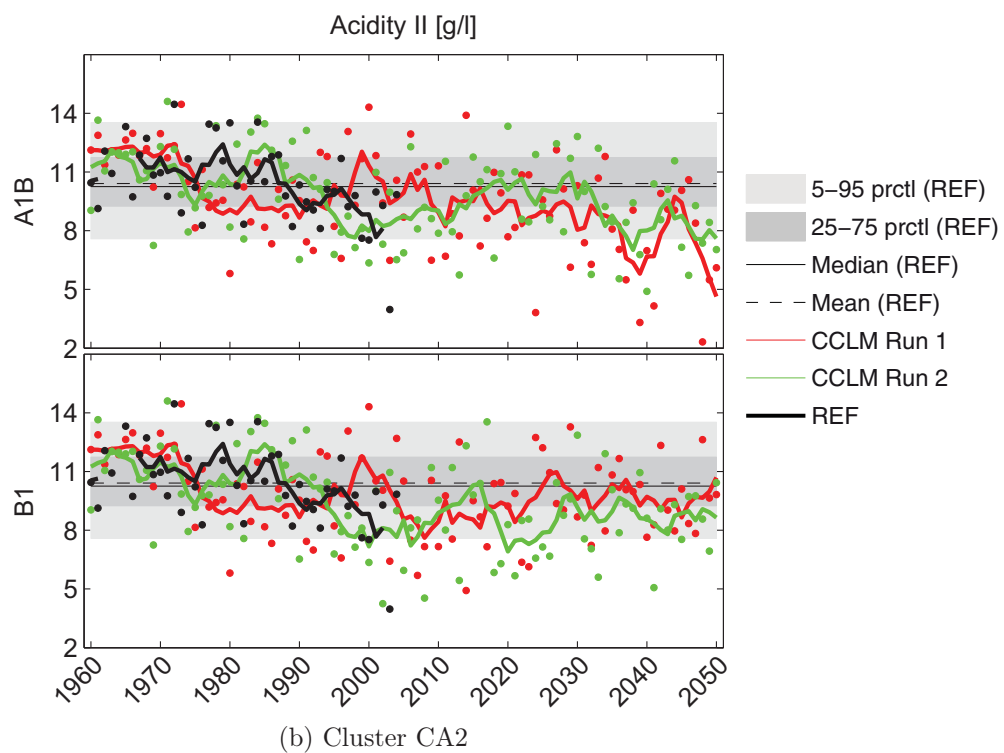 Acidity II [g/l]
A1B
14
11
8
5
2
B1
14
11
8
5
2
1960
1970
1980
1990
2000
2010
2020
2030
2040
2050
5−95 prctl (REF)
25−75 prctl (REF)
Median (REF)
Mean (REF)
CCLM Run 1
CCLM Run 2
REF
(b) Cluster CA2